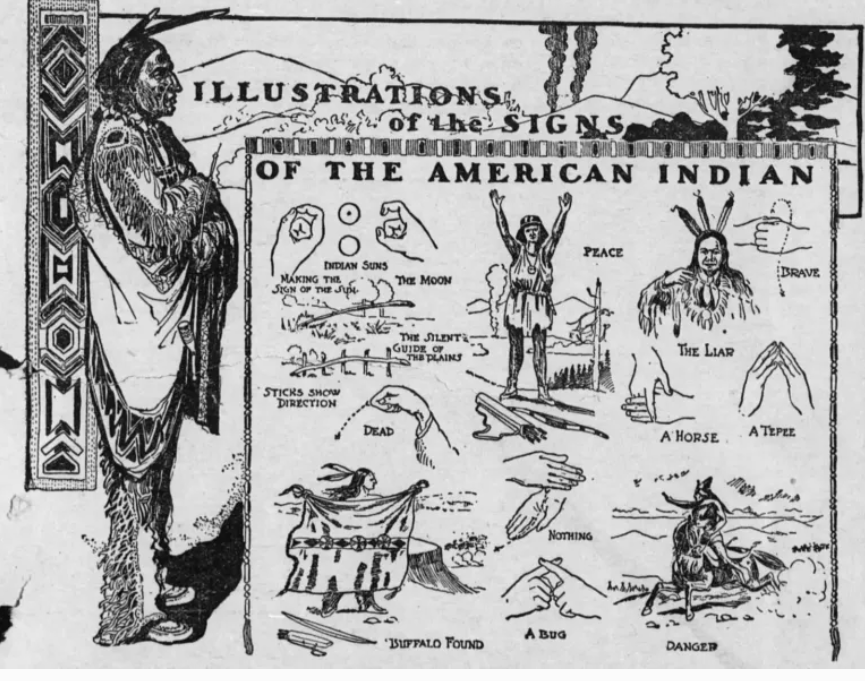 ILLUSTRATIONS
of the SIGNS
OF THE AMERICAN INDIAN
INDIAN SUNS
MAKING THE
SIGN OF THE SUN.
THE MOON
PEACE
BRAVE
THE SILENT
GUIDE OF
THE PLAINS
THE LIAR
STICKS SHOW
DIRECTION
DEAD
A HORSE
A TEPEE
NOTHING
BUFFALO FOUND
A BUG
DANGER